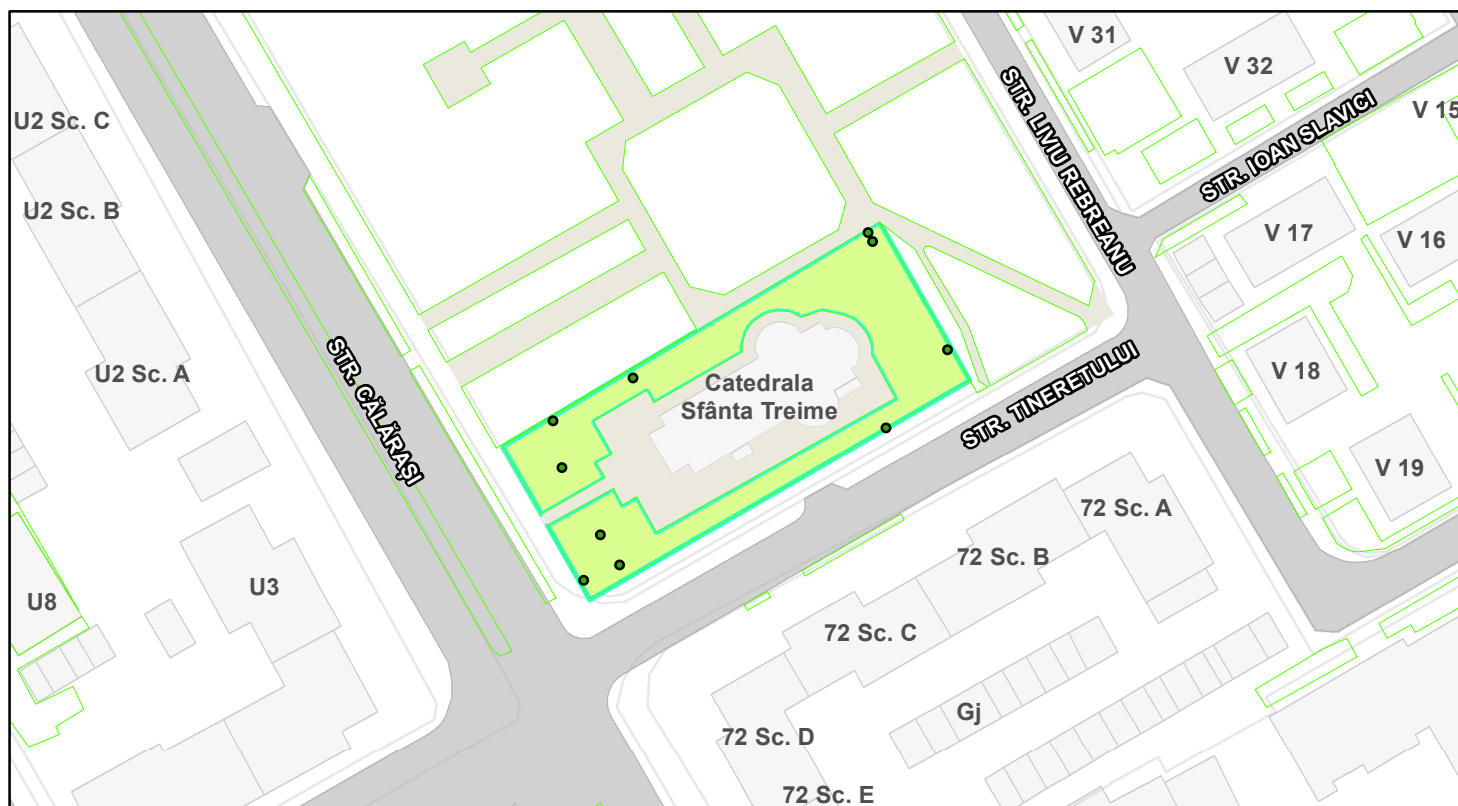 V 31
V 32
U2 Sc. C
V 15
STR. LIVIU REBREANU
STR. IOAN SLAVICI
U2 Sc. B
V 17
V 16
U2 Sc. A
STR. CĂLĂRAŞI
Catedrala
Sfânta Treime
STR. TINERETULUI
V 18
V 19
72 Sc. A
72 Sc. B
U3
U8
72 Sc. C
Gj
72 Sc. D
72 Sc. E